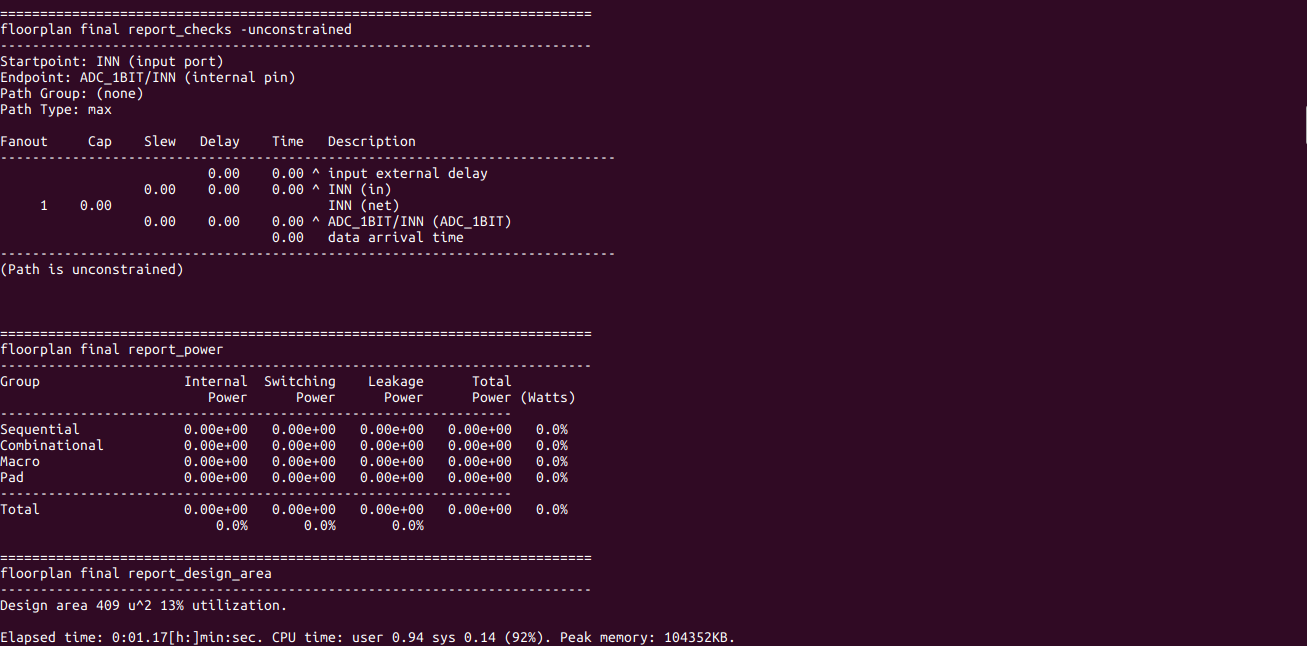 ==========================================================================
floorplan final report_checks -unconstrained
--------------------------------------------------------------------------
Startpoint: INN (input port)
Endpoint: ADC_1BIT/INN (internal pin)
Path Group: (none)
Path Type: max
Fanout     Cap    Slew   Delay    Time   Description
-----------------------------------------------------------------------------
                          0.00    0.00 ^ input external delay
                  0.00    0.00    0.00 ^ INN (in)
     1    0.00                           INN (net)
                  0.00    0.00    0.00 ^ ADC_1BIT/INN (ADC_1BIT)
                                  0.00   data arrival time
-----------------------------------------------------------------------------
(Path is unconstrained)
==========================================================================
floorplan final report_power
--------------------------------------------------------------------------
Group                  Internal  Switching    Leakage      Total
                          Power      Power      Power      Power (Watts)
----------------------------------------------------------------
Sequential             0.00e+00   0.00e+00   0.00e+00   0.00e+00   0.0%
Combinational          0.00e+00   0.00e+00   0.00e+00   0.00e+00   0.0%
Macro                  0.00e+00   0.00e+00   0.00e+00   0.00e+00   0.0%
Pad                    0.00e+00   0.00e+00   0.00e+00   0.00e+00   0.0%
----------------------------------------------------------------
Total                  0.00e+00   0.00e+00   0.00e+00   0.00e+00   0.0%
                           0.0%       0.0%       0.0%
==========================================================================
floorplan final report_design_area
--------------------------------------------------------------------------
Design area 409 u^2 13% utilization.
Elapsed time: 0:01.17[h:]min:sec. CPU time: user 0.94 sys 0.14 (92%). Peak memory: 104352KB.